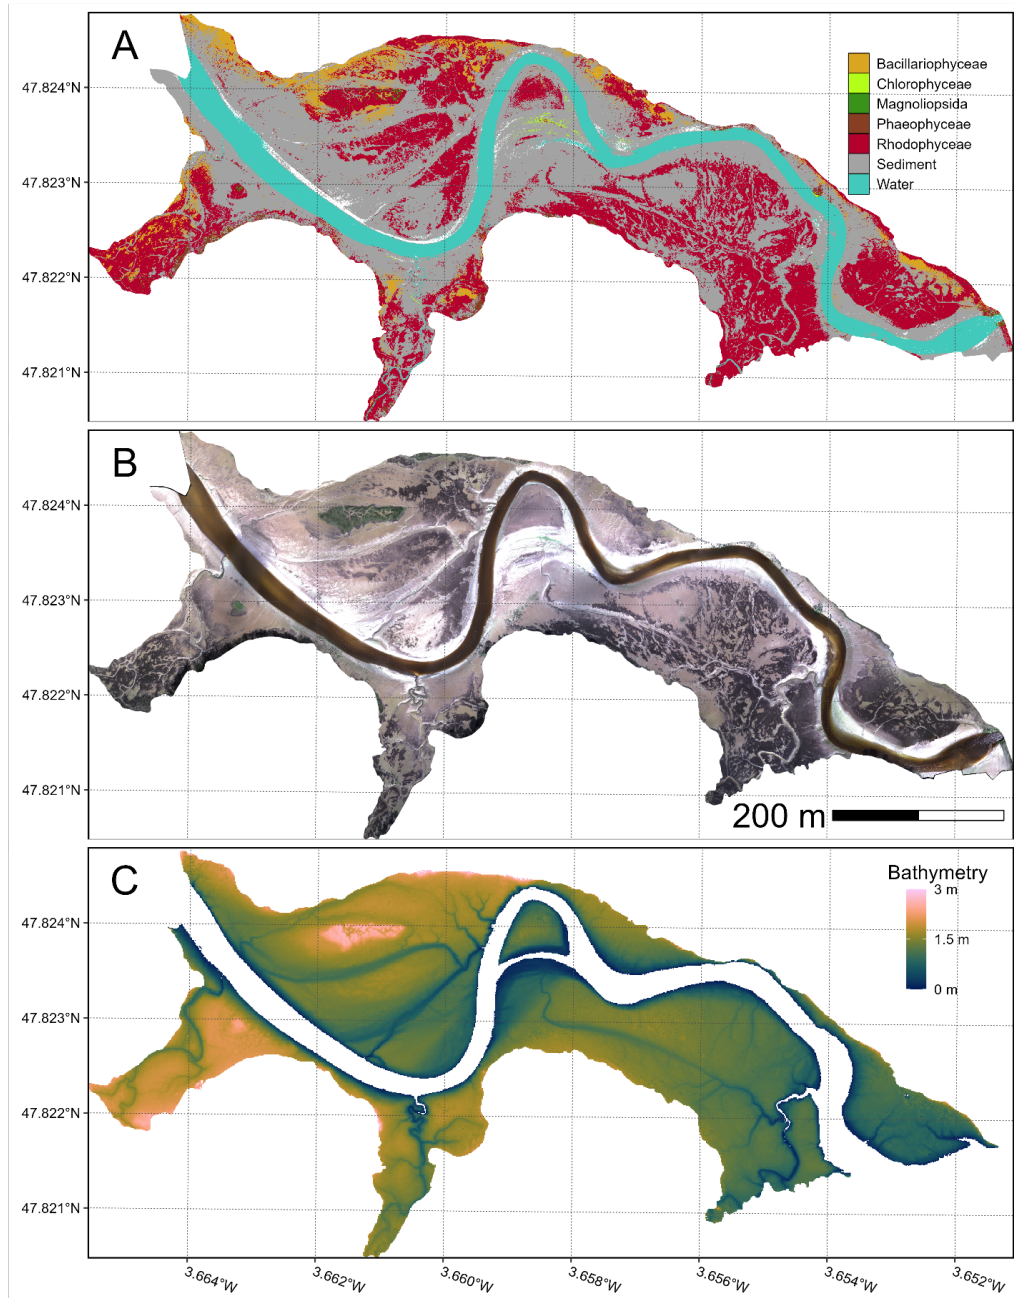 A
Bacillariophyceae
Chlorophyceae
Magnoliopsida
Phaeophyceae
Rhodophyceae
Sediment
Water
47.824°N
47.823°N
47.822°N
47.821°N
B
47.824°N
47.823°N
47.822°N
47.821°N
200 m
C
Bathymetry
3 m
1.5 m
0 m
47.824°N
47.823°N
47.822°N
47.821°N
3.664°W 3.662°W 3.660°W 3.658°W 3.656°W 3.654°W 3.652°W